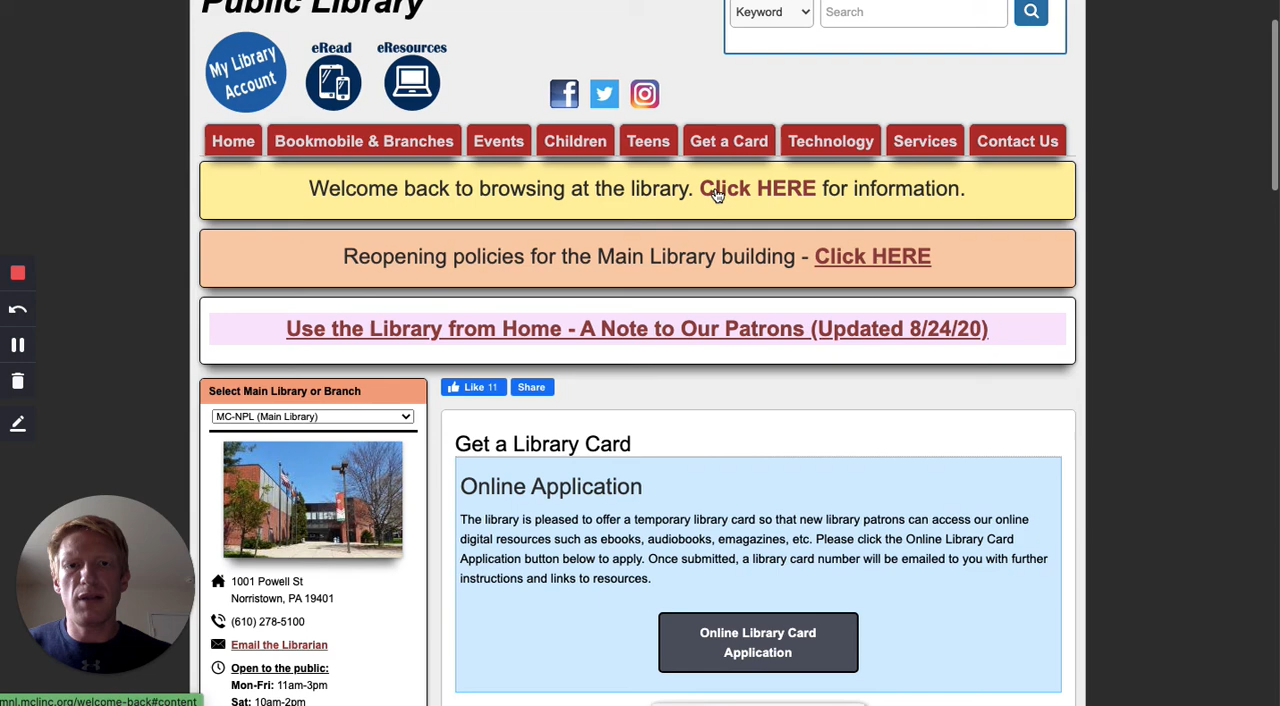 Public Library
Keyword
Search
My Library
Account
eRead
eResources
Home
Bookmobile & Branches
Events
Children
Teens
Get a Card
Technology
Services
Contact Us
Welcome back to browsing at the library. Click HERE for information.
Reopening policies for the Main Library building - Click HERE
Use the Library from Home - A Note to Our Patrons (Updated 8/24/20)
Select Main Library or Branch
MC-NPL (Main Library)
Like 11
Share
Get a Library Card
Online Application
The library is pleased to offer a temporary library card so that new library patrons can access our online
digital resources such as ebooks, audiobooks, emagazines, etc. Please click the Online Library Card
Application button below to apply. Once submitted, a library card number will be emailed to you with further
instructions and links to resources.
Online Library Card
Application
1001 Powell St
Norristown, PA 19401
(610) 278-5100
Email the Librarian
Open to the public:
Mon-Fri: 11am-3pm
Sat: 10am-2pm
mnl.mclinc.org/welcome-back#content